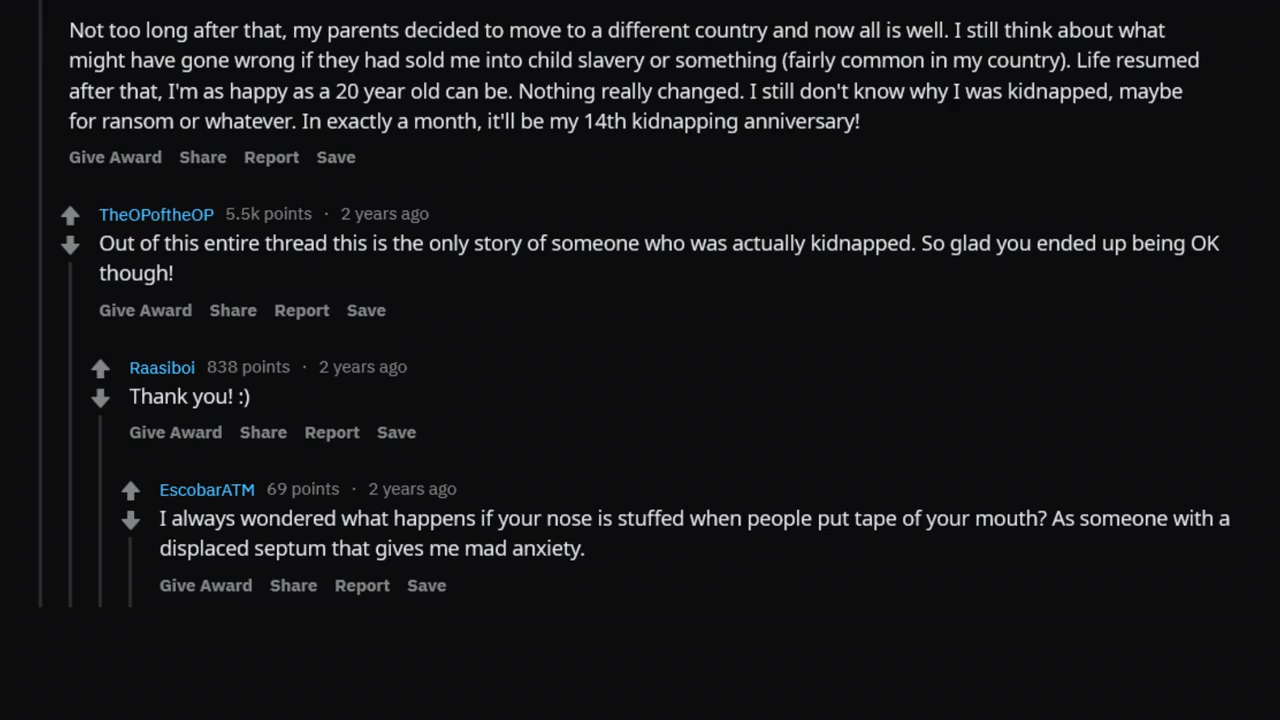 Not too long after that, my parents decided to move to a different country and now all is well. I still think about what
might have gone wrong if they had sold me into child slavery or something (fairly common in my country). Life resumed
after that, I'm as happy as a 20 year old can be. Nothing really changed. I still don't know why I was kidnapped, maybe
for ransom or whatever. In exactly a month, it'll be my 14th kidnapping anniversary!
Give Award Share Report Save
TheOPoftheOP 5.5k points · 2 years ago
Out of this entire thread this is the only story of someone who was actually kidnapped. So glad you ended up being OK
though!
Give Award Share Report Save
Raasiboi 838 points · 2 years ago
Thank you! :)
Give Award Share Report Save
EscobarATM 69 points · 2 years ago
I always wondered what happens if your nose is stuffed when people put tape of your mouth? As someone with a
displaced septum that gives me mad anxiety.
Give Award Share Report Save